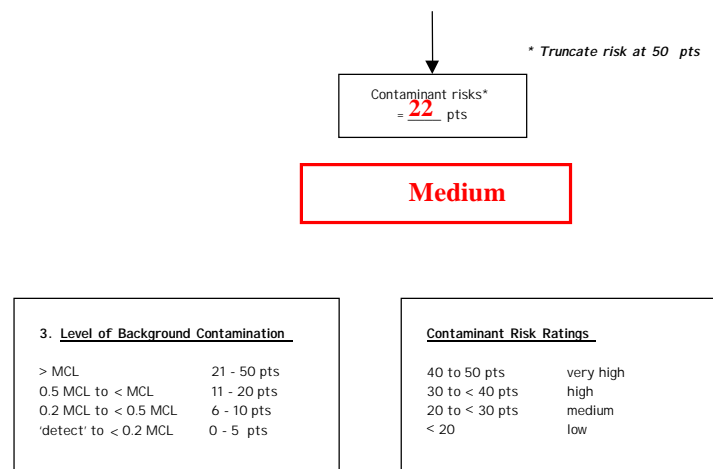 * Truncate risk at 50 pts
Contaminant risks*
= 22 pts
Medium
3. Level of Background Contamination
> MCL 21 - 50 pts
0.5 MCL to < MCL 11 - 20 pts
0.2 MCL to < 0.5 MCL 6 - 10 pts
'detect' to < 0.2 MCL 0 - 5 pts
Contaminant Risk Ratings
40 to 50 pts very high
30 to < 40 pts high
20 to < 30 pts medium
< 20 low